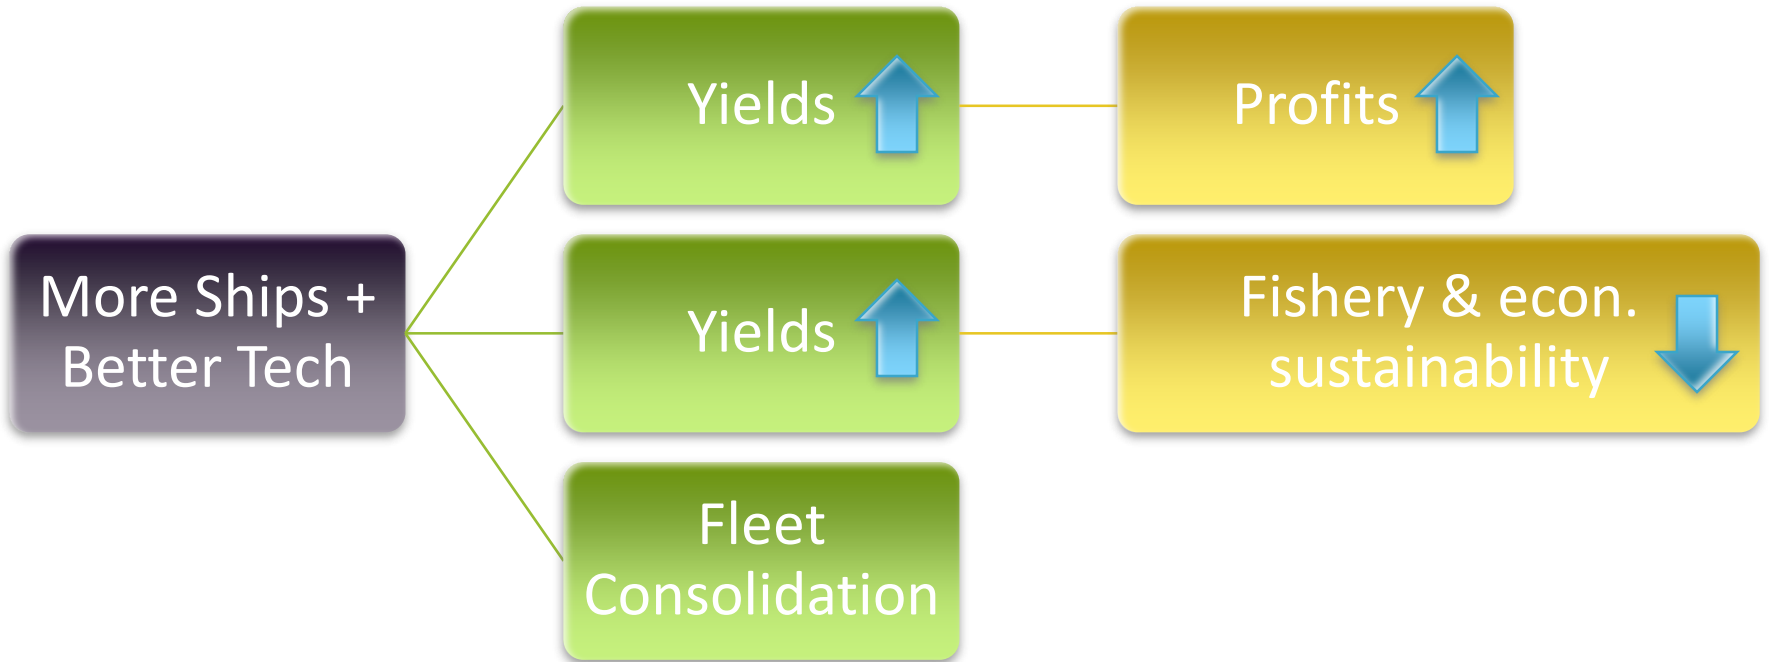 More Ships +
Better Tech
Yields
Profits
Yields
Fishery & econ.
sustainability
Fleet
Consolidation